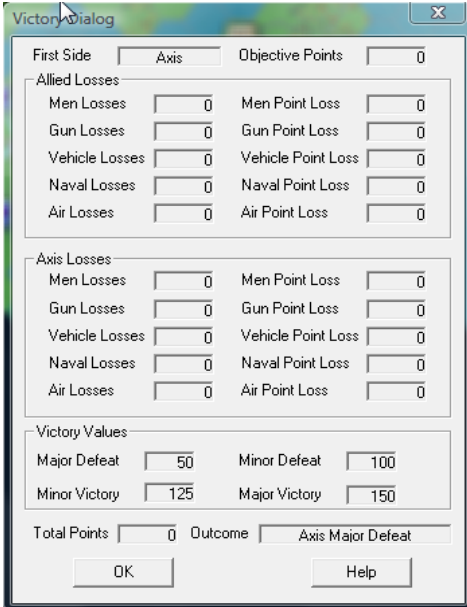 Victory Dialog
First Side Axis Objective Points 0
Allied Losses
Men Losses 0 Men Point Loss 0
Gun Losses 0 Gun Point Loss 0
Vehicle Losses 0 Vehicle Point Loss 0
Naval Losses 0 Naval Point Loss 0
Air Losses 0 Air Point Loss 0
Axis Losses
Men Losses 0 Men Point Loss 0
Gun Losses 0 Gun Point Loss 0
Vehicle Losses 0 Vehicle Point Loss 0
Naval Losses 0 Naval Point Loss 0
Air Losses 0 Air Point Loss 0
Victory Values
Major Defeat 50 Minor Defeat 100
Minor Victory 125 Major Victory 150
Total Points 0 Outcome Axis Major Defeat
OK Help